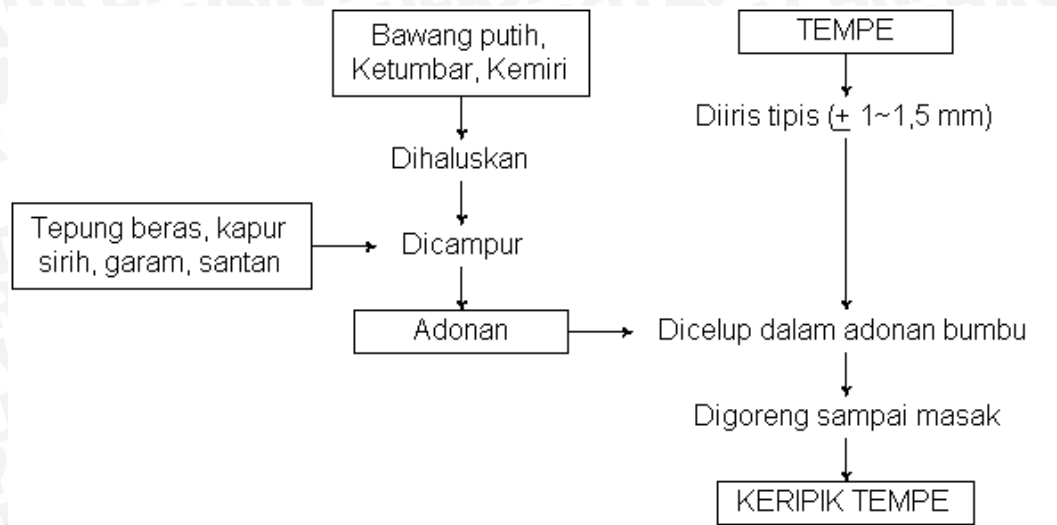 Bawang putih,
Ketumbar, Kemiri
Dihaluskan
Tepung beras, kapur
sirih, garam, santan
Dicampur
Adonan
TEMPE
Diiris tipis (± 1~1,5 mm)
Dicelup dalam adonan bumbu
Digoreng sampai masak
KERIPIK TEMPE